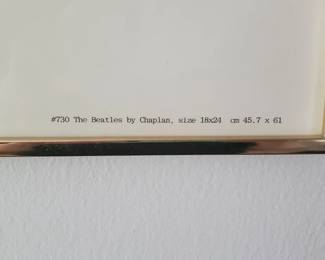 #730 The Beatles by Chaplan, size 18x24 cm 45.7 x 61